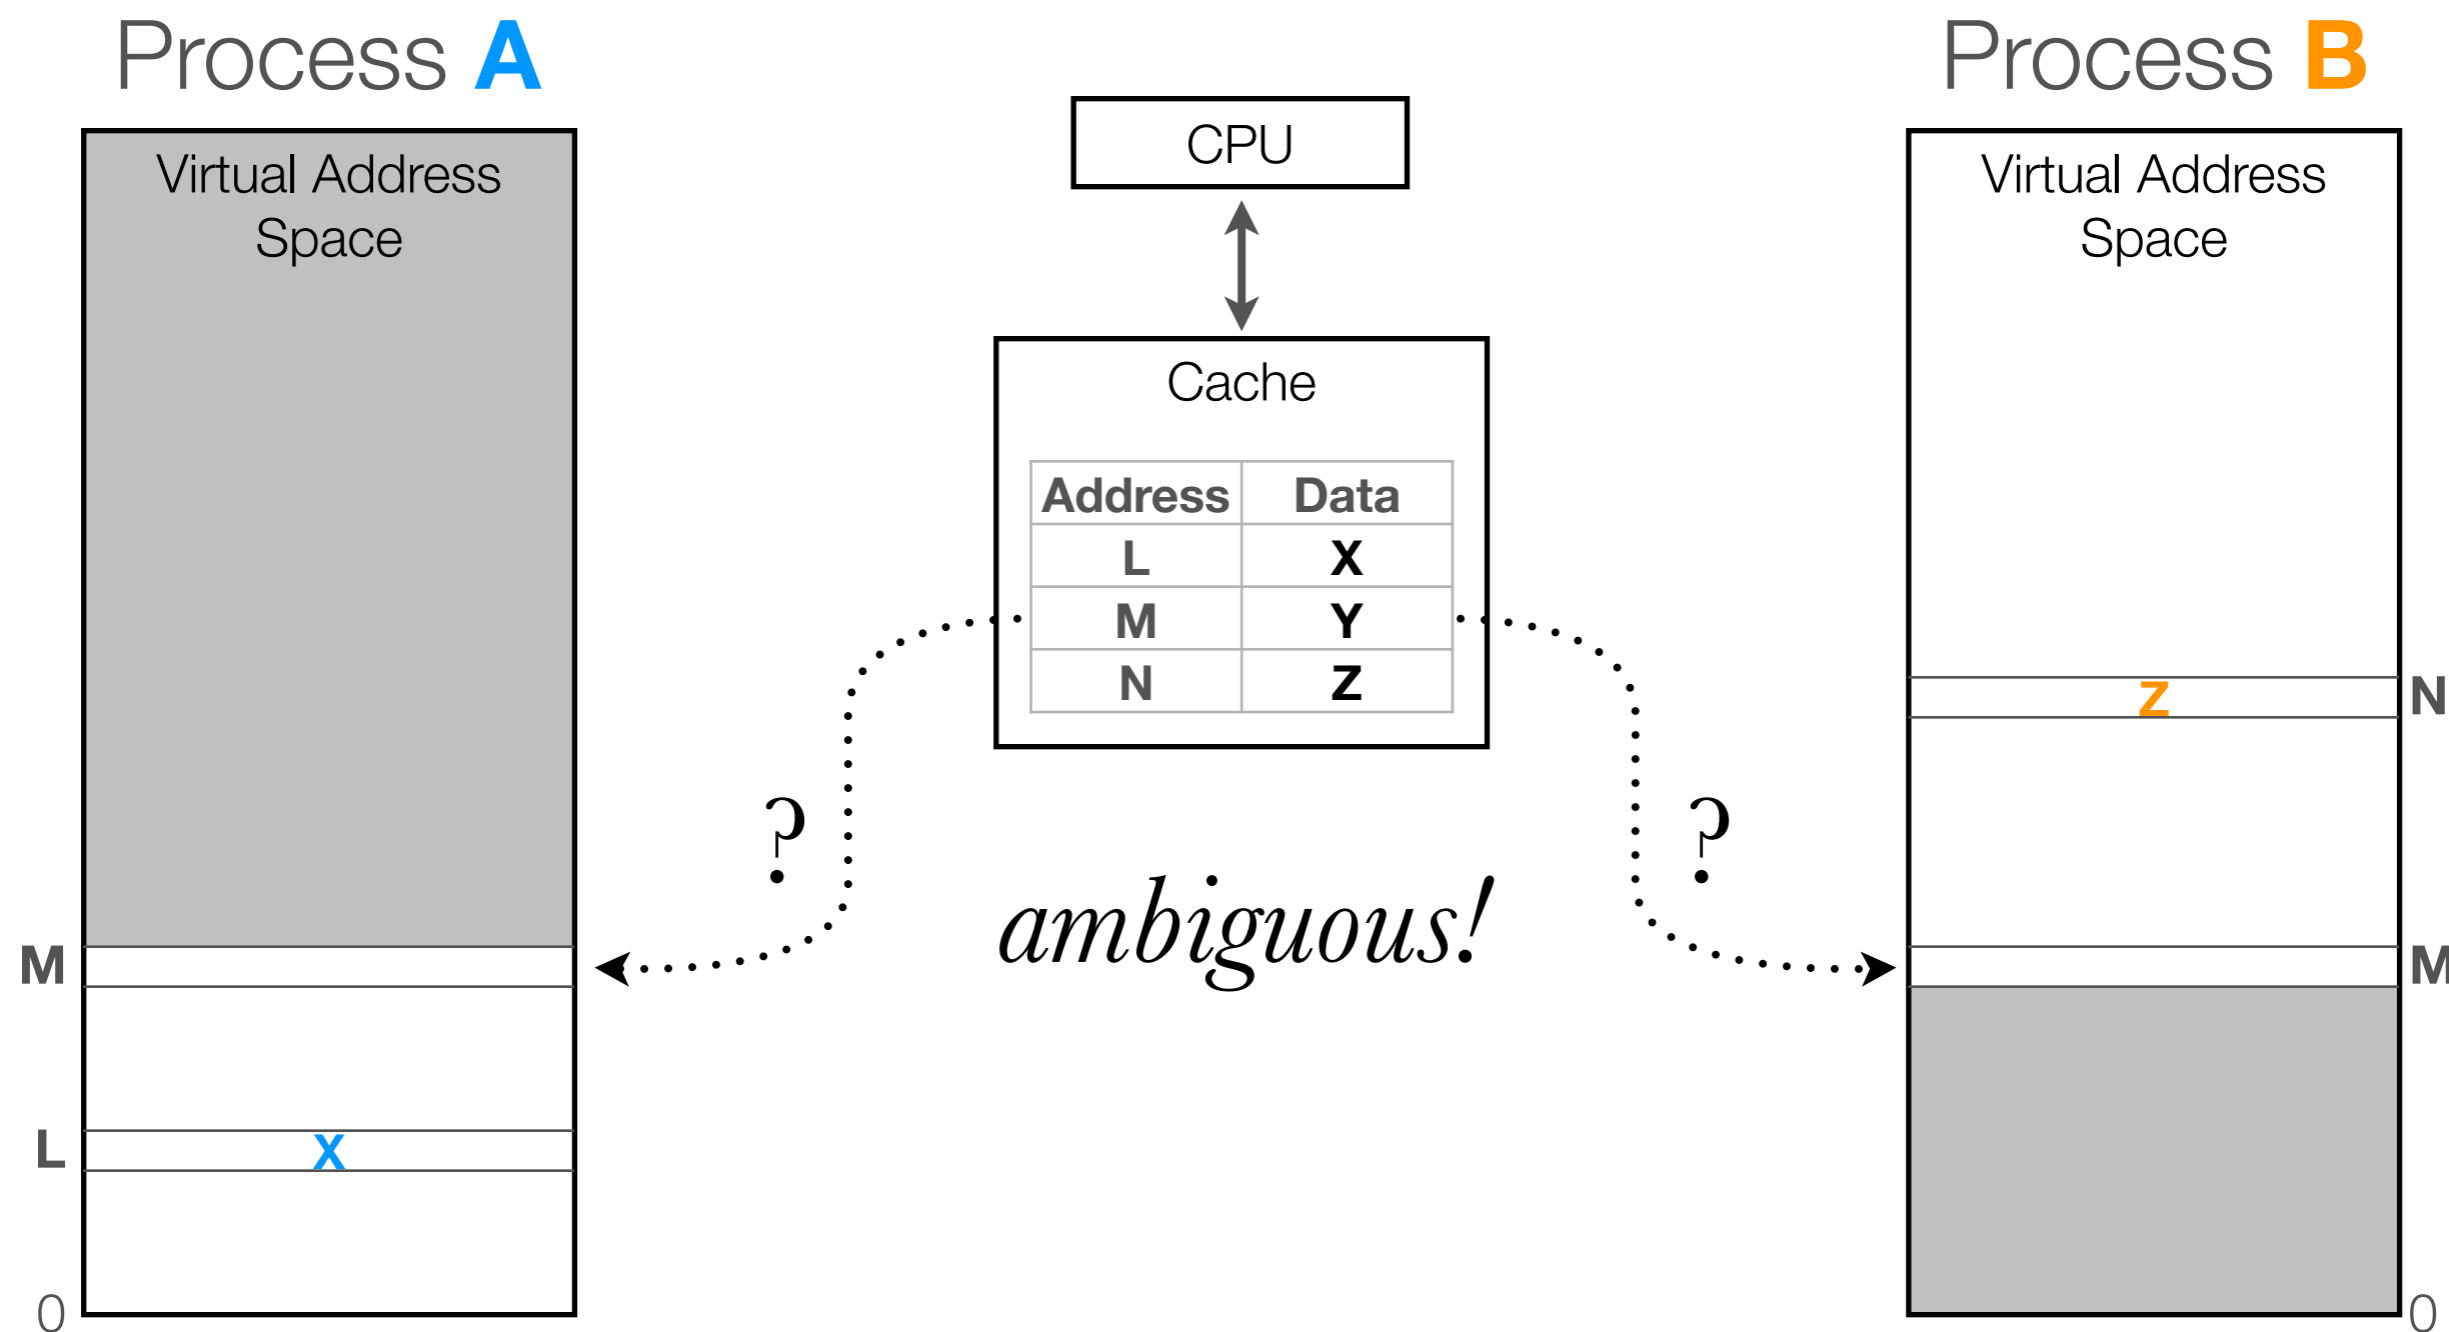 Process A
Virtual Address
Space
M
L
X
0
CPU
Cache
Address Data
L X
M Y
N Z
?
?
ambiguous!
Process B
Virtual Address
Space
Z
N
M
0